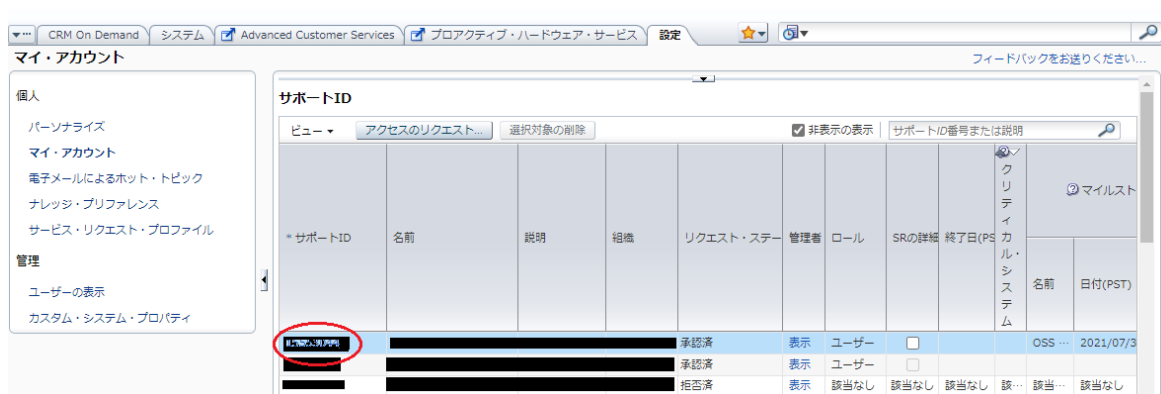 CRM On Demand システム Advanced Customer Services プロアクティブ・ハードウェア・サービス 設定
マイ・アカウント
フィードバックをお送りください...
個人
パーソナライズ
マイ・アカウント
電子メールによるホット・トピック
ナレッジ・プリファレンス
サービス・リクエスト・プロファイル
管理
ユーザーの表示
カスタム・システム・プロパティ
サポートID
ビュー アクセスのリクエスト... 選択対象の削除 非表示の表示 サポートID番号または説明
* サポートID 名前 説明 組織 リクエスト・ステー 管理者 ロール SRの詳細 終了日(PS クリティカル・システム マイルスト
名前 日付(PST)
承認済 表示 ユーザー OSS … 2021/07/3
承認済 表示 ユーザー
拒否済 表示 該当なし 該当なし 該当なし 該… 該当… 該当なし